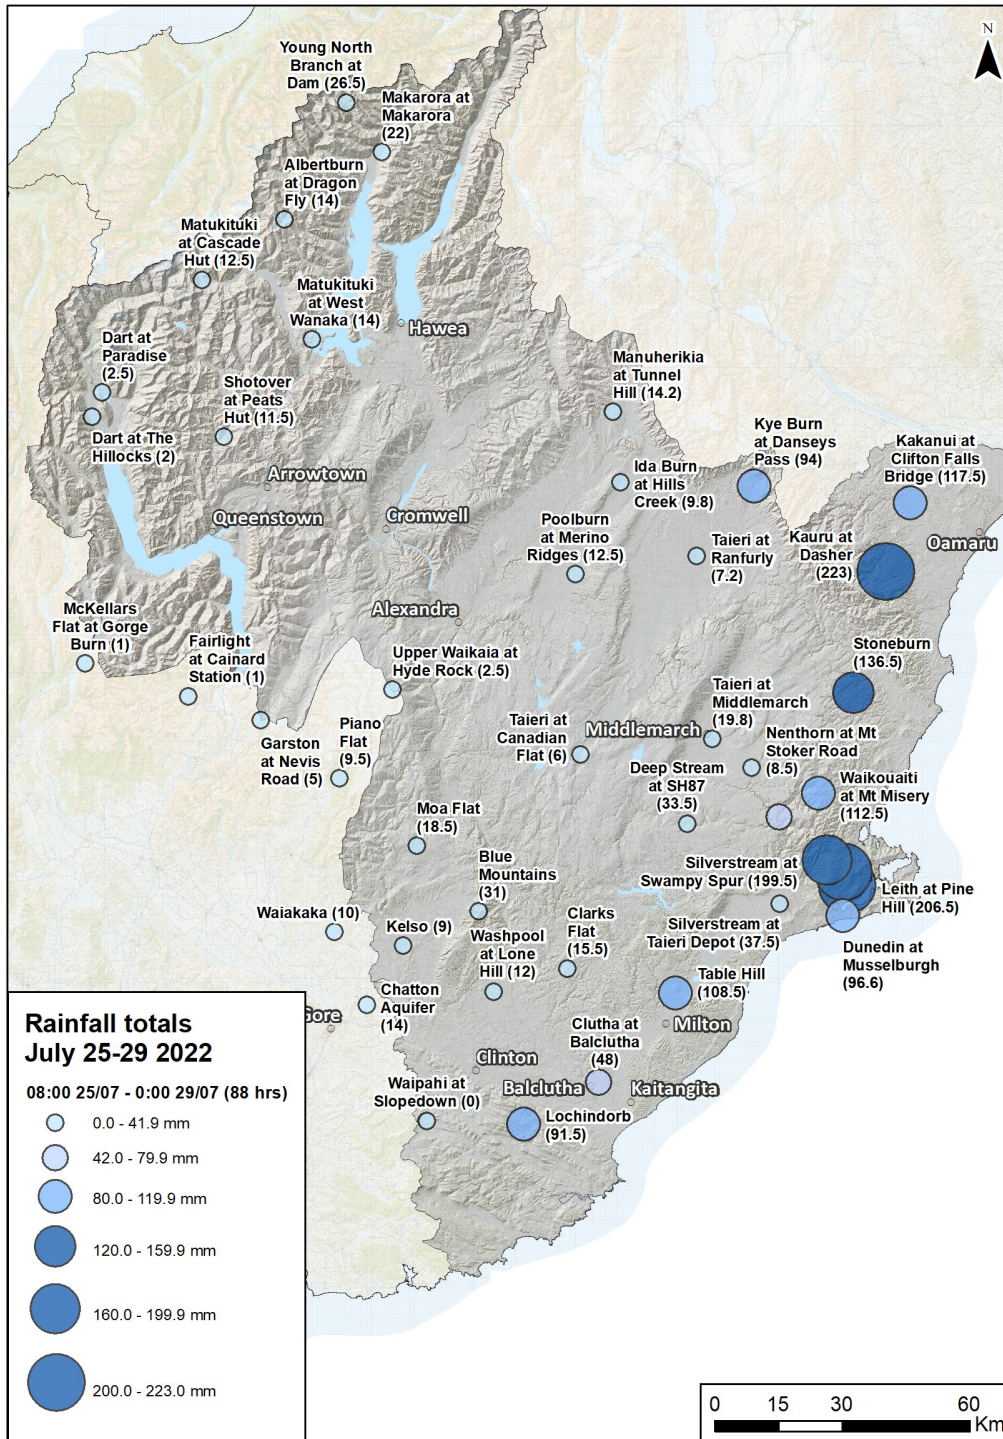 N
Young North
Branch at
Dam (26.5)
Makarora at
Makarora
(22)
Albertburn
at Dragon
Fly (14)
Matukituki
at Cascade
Hut (12.5)
Matukituki
at West
Wanaka (14)
Hawea
Dart at
Paradise
(2.5)
Shotover
at Peats
Hut (11.5)
Dart at The
Hillocks (2)
Manuherikia
at Tunnel
Hill (14.2)
Kye Burn
at Danseys
Pass (94)
Kakanui at
Clifton Falls
Bridge (117.5)
Arrowtown
Ida Burn
at Hills
Creek (9.8)
Queenstown
Cromwell
Poolburn
at Merino
Ridges (12.5)
Taieri at
Ranfurly
(7.2)
Kauru at
Dasher
(223)
Oamaru
McKellars
Flat at Gorge
Burn (1)
Alexandra
Fairlight
at Cainard
Station (1)
Upper Waikaia at
Hyde Rock (2.5)
Stoneburn
(136.5)
Garston
at Nevis
Road (5)
Piano
Flat
(9.5)
Taieri at
Canadian
Flat (6)
Middlemarch
Taieri at
Middlemarch
(19.8)
Nenthorn at Mt
Stoker Road
(8.5)
Deep Stream
at SH87
(33.5)
Waikouaiti
at Mt Misery
(112.5)
Moa Flat
(18.5)
Blue
Mountains
(31)
Silverstream at
Swampy Spur (199.5)
Leith at Pine
Hill (206.5)
Waiakaka (10)
Kelso (9)
Washpool
at Lone
Hill (12)
Clarks
Flat
(15.5)
Silverstream at
Taieri Depot (37.5)
Dunedin at
Musselburgh
(96.6)
Table Hill
(108.5)
Chatton
Aquifer
(14)
Gore
Milton
Clutha at
Balclutha
(48)
Clinton
Balclutha
Kaitangita
Waipahi at
Slopedown (0)
Lochindorb
(91.5)
Rainfall totals
July 25-29 2022
08:00 25/07 - 0:00 29/07 (88 hrs)
0.0 - 41.9 mm
42.0 - 79.9 mm
80.0 - 119.9 mm
120.0 - 159.9 mm
160.0 - 199.9 mm
200.0 - 223.0 mm
0 15 30 60
Km